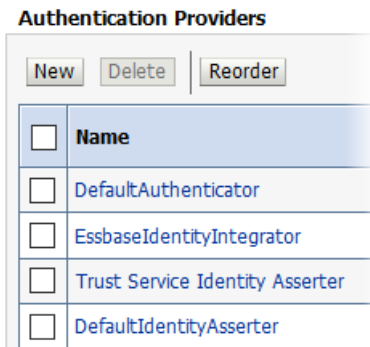 Authentication Providers
New Delete Reorder
Name
DefaultAuthenticator
EssbaseIdentityIntegrator
Trust Service Identity Asserter
DefaultIdentityAsserter